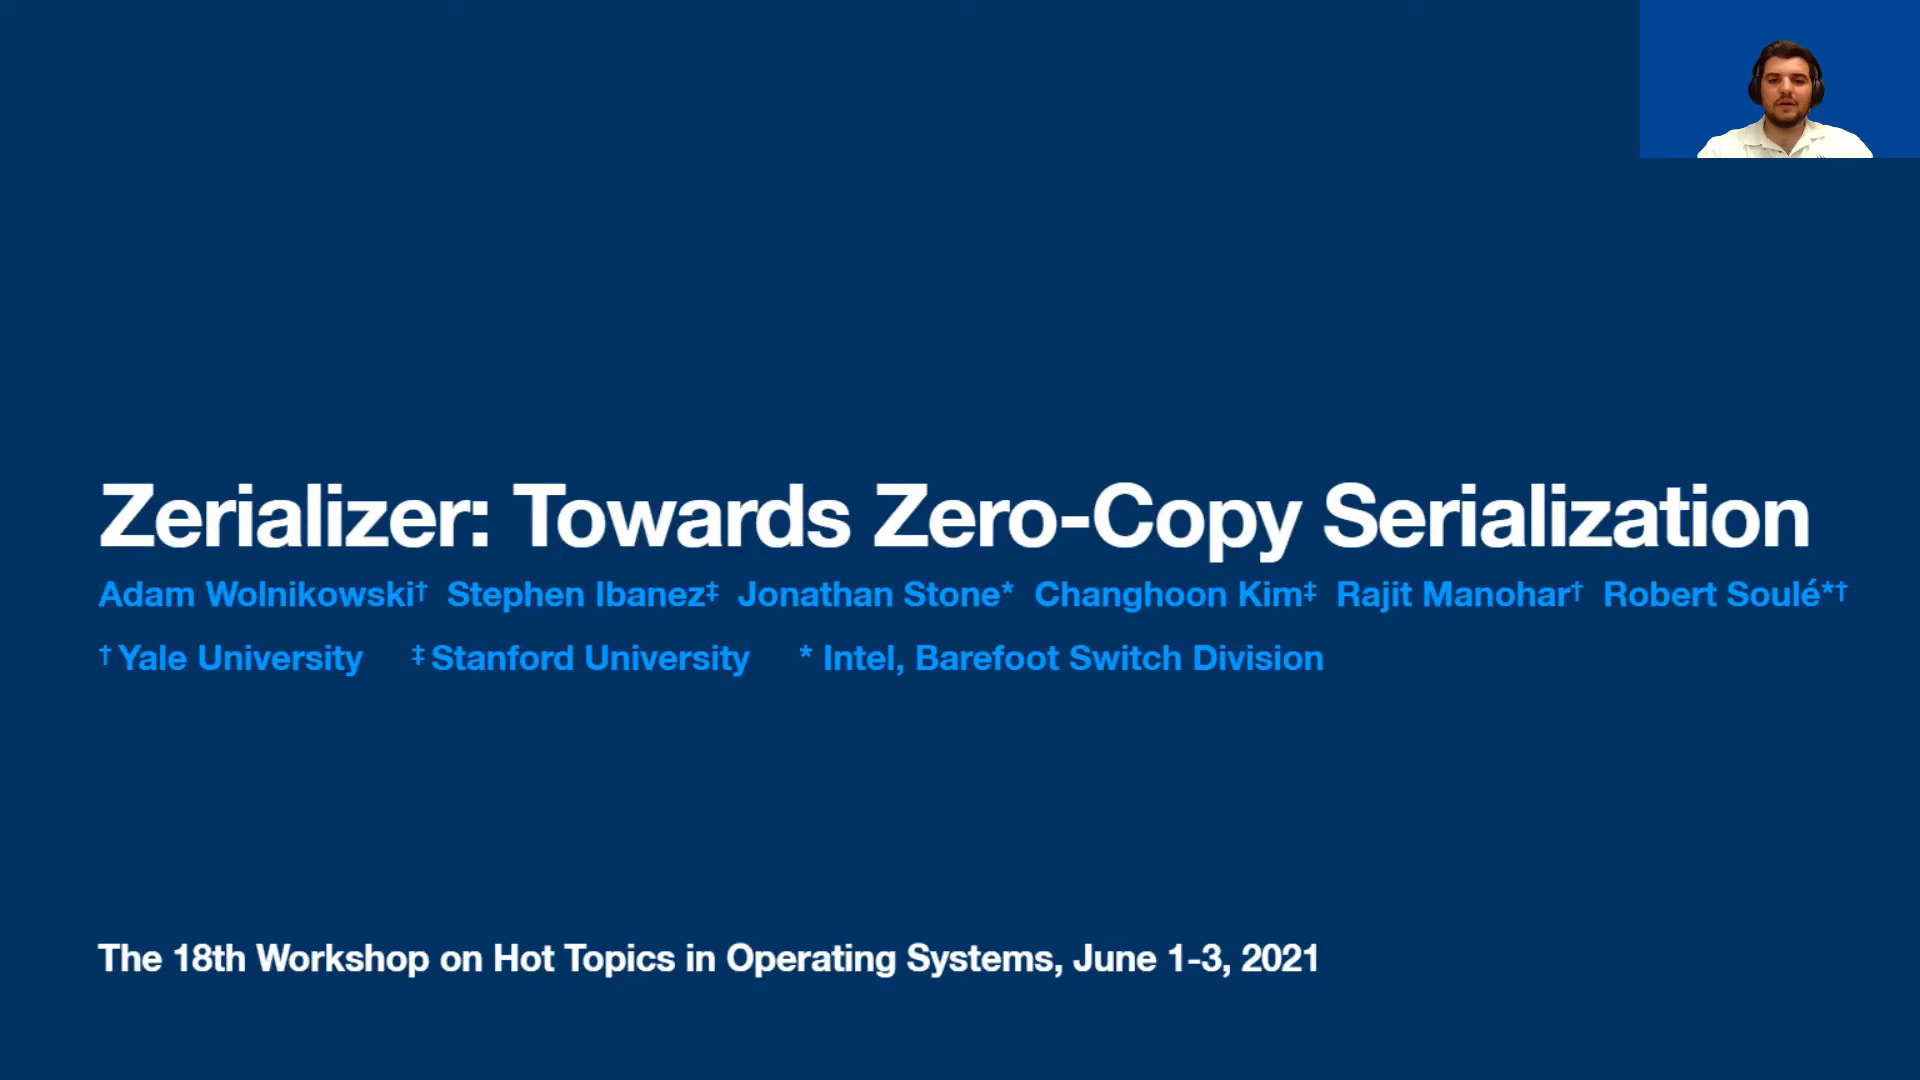 Zerializer: Towards Zero-Copy Serialization
Adam Wolnikowski† Stephen Ibanez‡ Jonathan Stone* Changhoon Kim‡ Rajit Manohar† Robert Soulé*†
† Yale University ‡ Stanford University * Intel, Barefoot Switch Division
The 18th Workshop on Hot Topics in Operating Systems, June 1-3, 2021